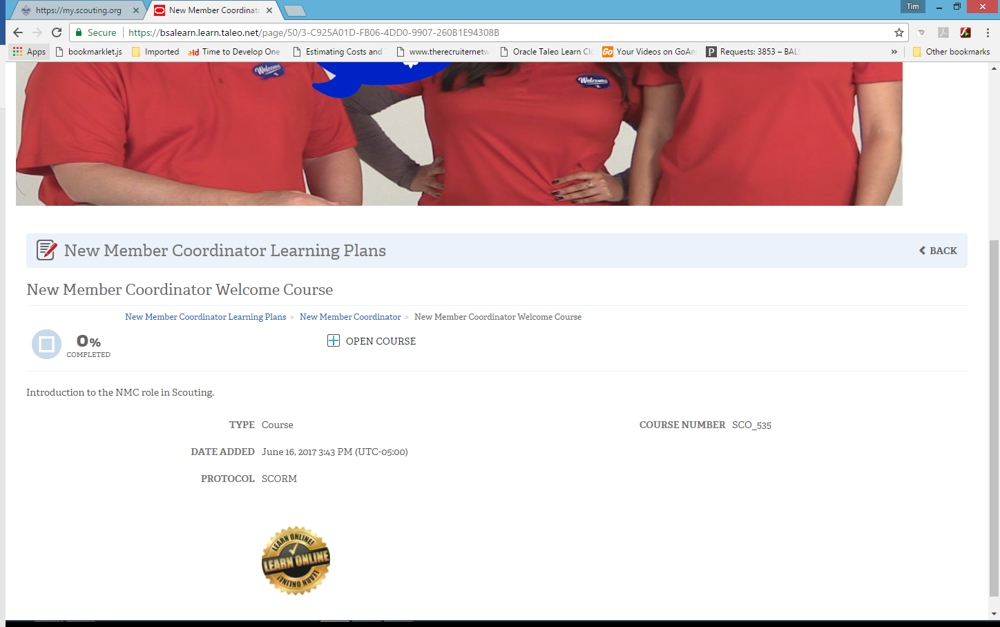 https://my.scouting.org
New Member Coordinato
Tim
Secure
https://bsalearn.learn.taleo.net/page/50/3-C925A01D-FB06-4DD0-9907-260B1E94308B
Apps
bookmarklet.js
Imported
Time to Develop One
Estimating Costs and
www.therecruiternetw
Oracle Taleo Learn Clo
Go
Your Videos on GoAni
Requests: 3853 – BALC
»
Other bookmarks
Welcome
Welcome
New Member Coordinator Learning Plans
BACK
New Member Coordinator Welcome Course
New Member Coordinator Learning Plans > New Member Coordinator > New Member Coordinator Welcome Course
0%
COMPLETED
OPEN COURSE
Introduction to the NMC role in Scouting.
TYPE Course
COURSE NUMBER SCO_535
DATE ADDED June 16, 2017 3:43 PM (UTC-05:00)
PROTOCOL SCORM
LEARN ONLINE!
LEARN ONLINE
LEARN ONLINE!